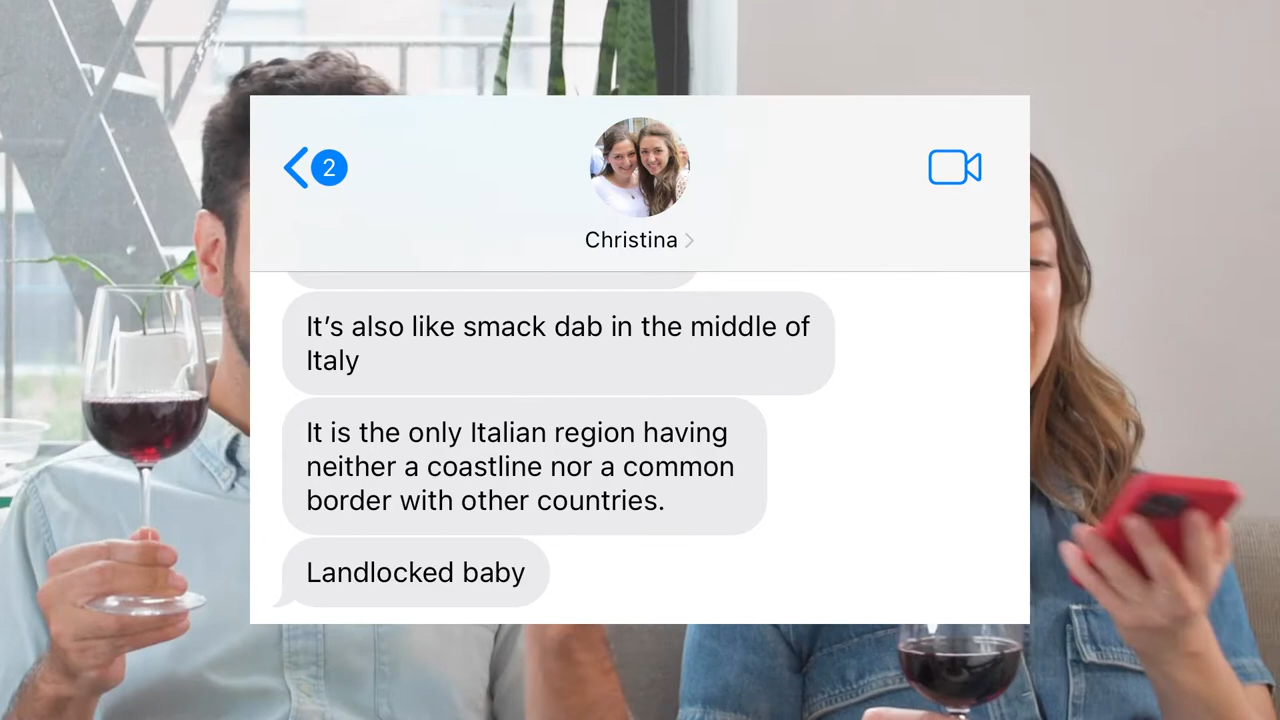 2
Christina
It’s also like smack dab in the middle of
Italy
It is the only Italian region having
neither a coastline nor a common
border with other countries.
Landlocked baby